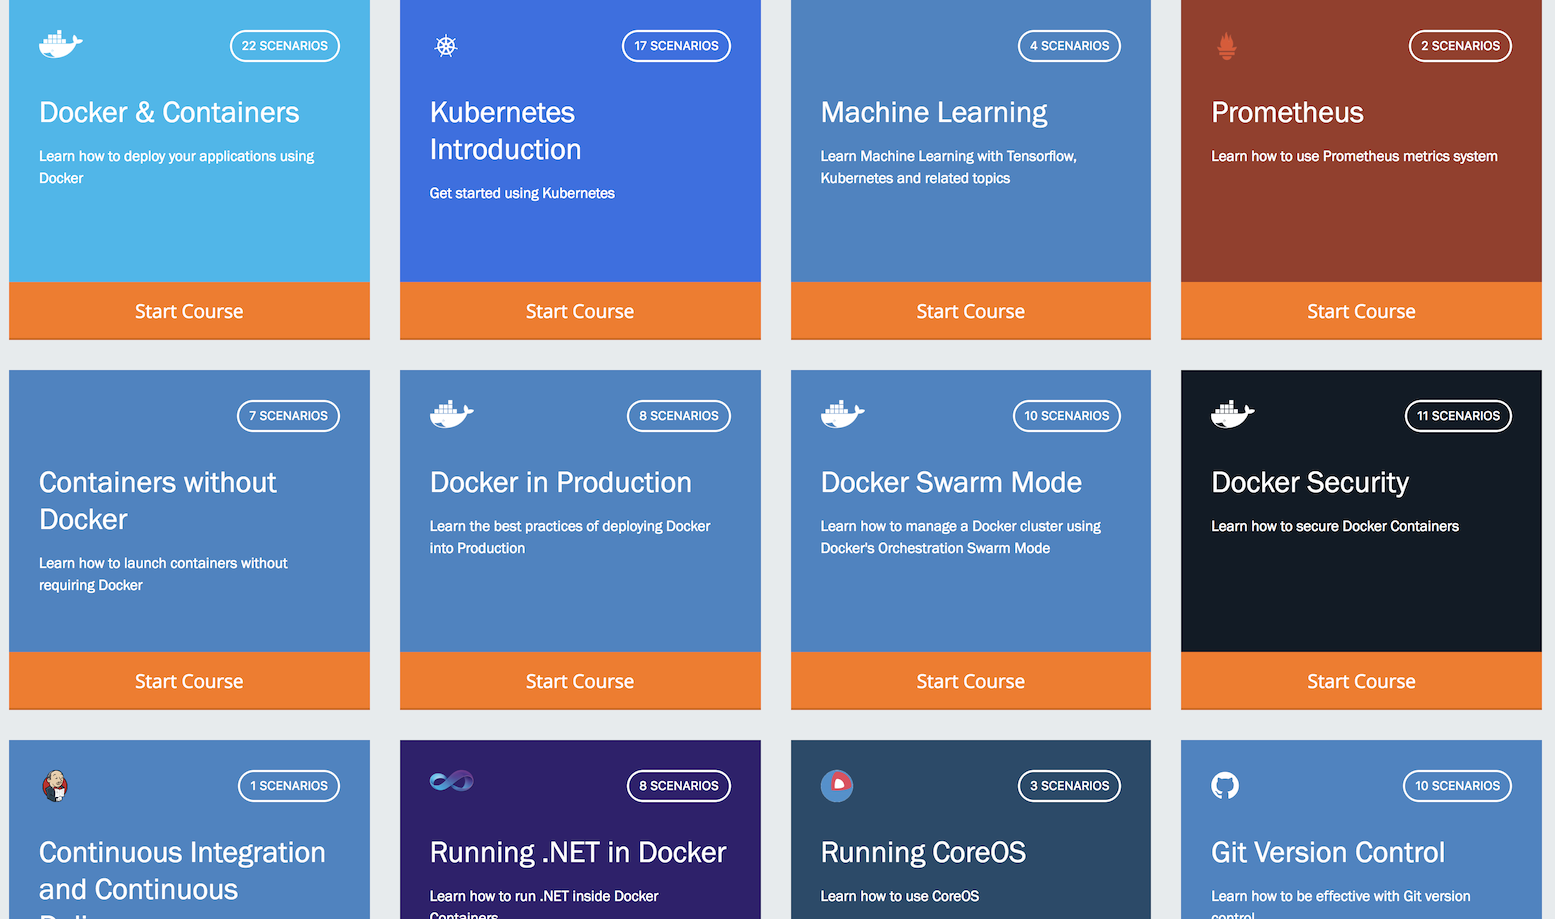 22 SCENARIOS
Docker & Containers
Learn how to deploy your applications using
Docker
Start Course
17 SCENARIOS
Kubernetes
Introduction
Get started using Kubernetes
Start Course
4 SCENARIOS
Machine Learning
Learn Machine Learning with Tensorflow,
Kubernetes and related topics
Start Course
2 SCENARIOS
Prometheus
Learn how to use Prometheus metrics system
Start Course
7 SCENARIOS
Containers without
Docker
Learn how to launch containers without
requiring Docker
Start Course
8 SCENARIOS
Docker in Production
Learn the best practices of deploying Docker
into Production
Start Course
10 SCENARIOS
Docker Swarm Mode
Learn how to manage a Docker cluster using
Docker's Orchestration Swarm Mode
Start Course
11 SCENARIOS
Docker Security
Learn how to secure Docker Containers
Start Course
1 SCENARIOS
Continuous Integration
and Continuous
8 SCENARIOS
Running .NET in Docker
Learn how to run .NET inside Docker
Containers
3 SCENARIOS
Running CoreOS
Learn how to use CoreOS
10 SCENARIOS
Git Version Control
Learn how to be effective with Git version
control